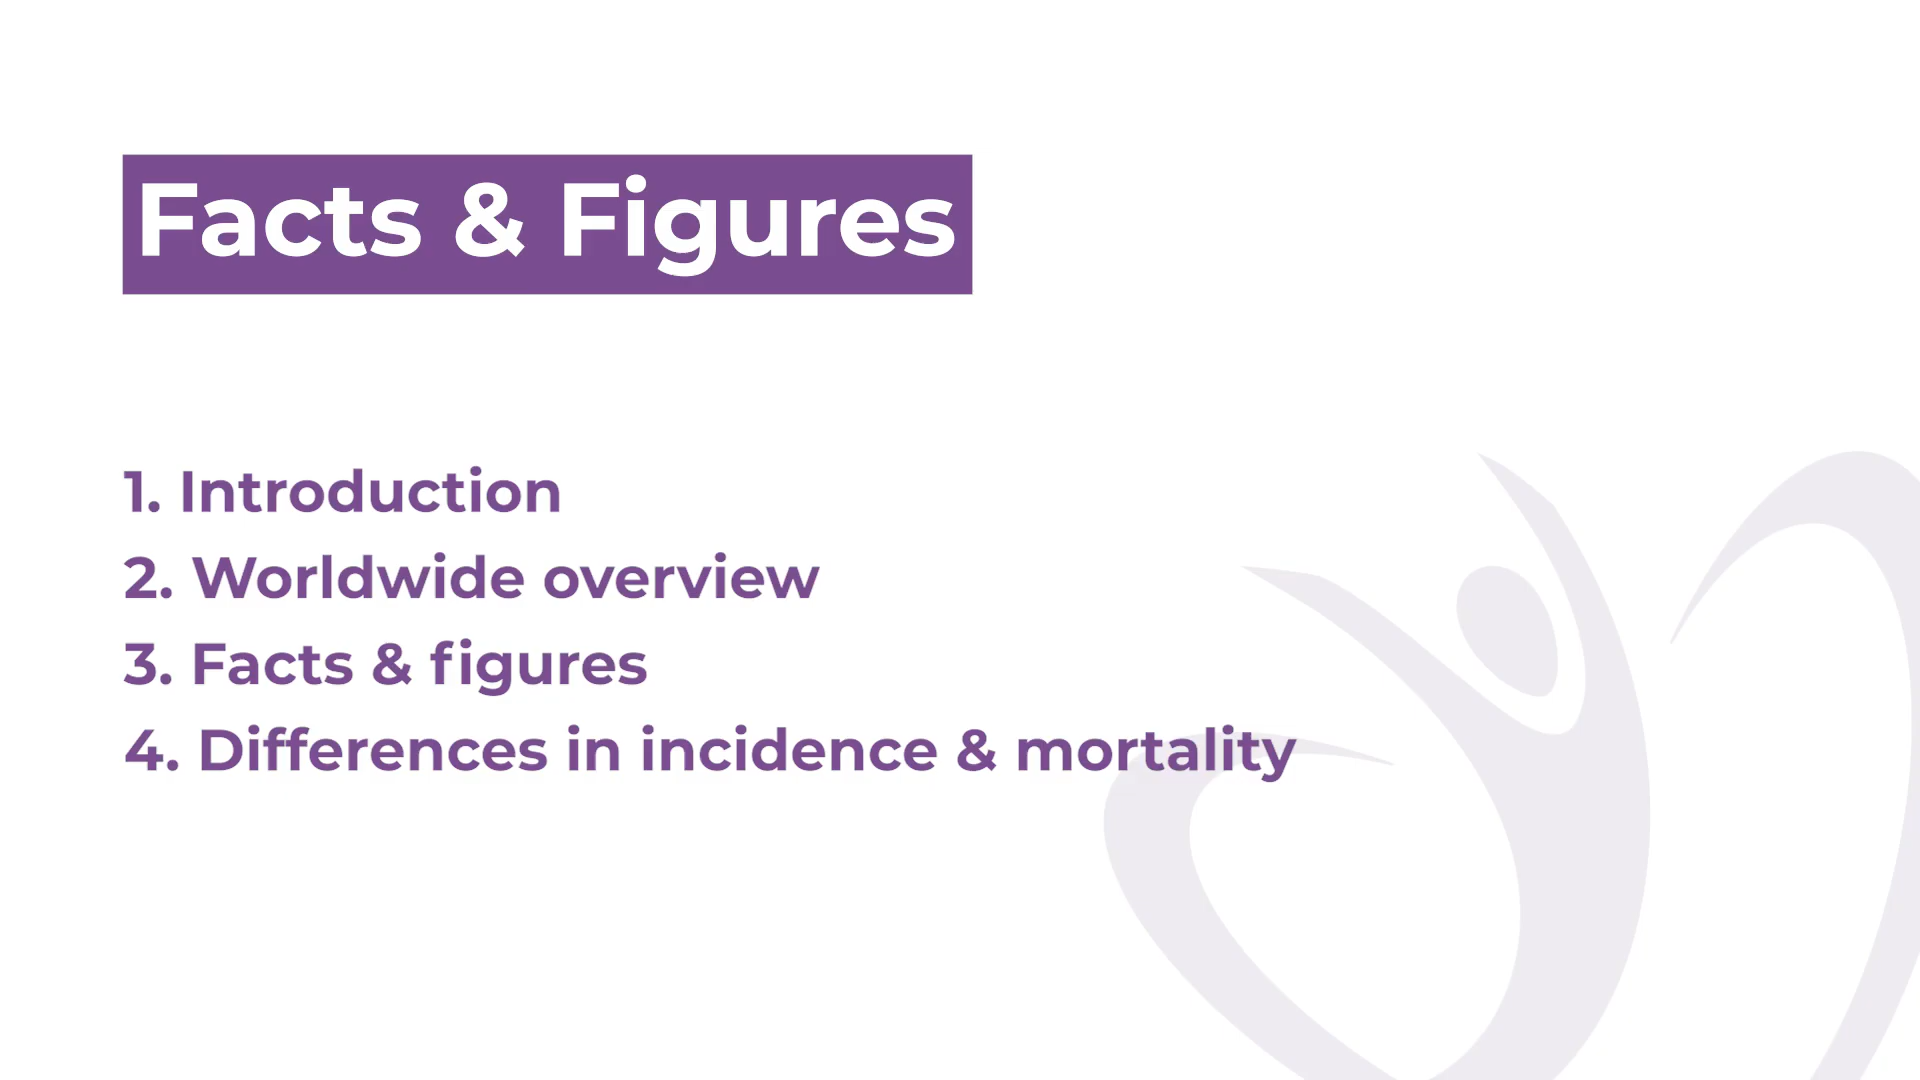 Facts & Figures
1. Introduction
2. Worldwide overview
3. Facts & figures
4. Differences in incidence & mortality